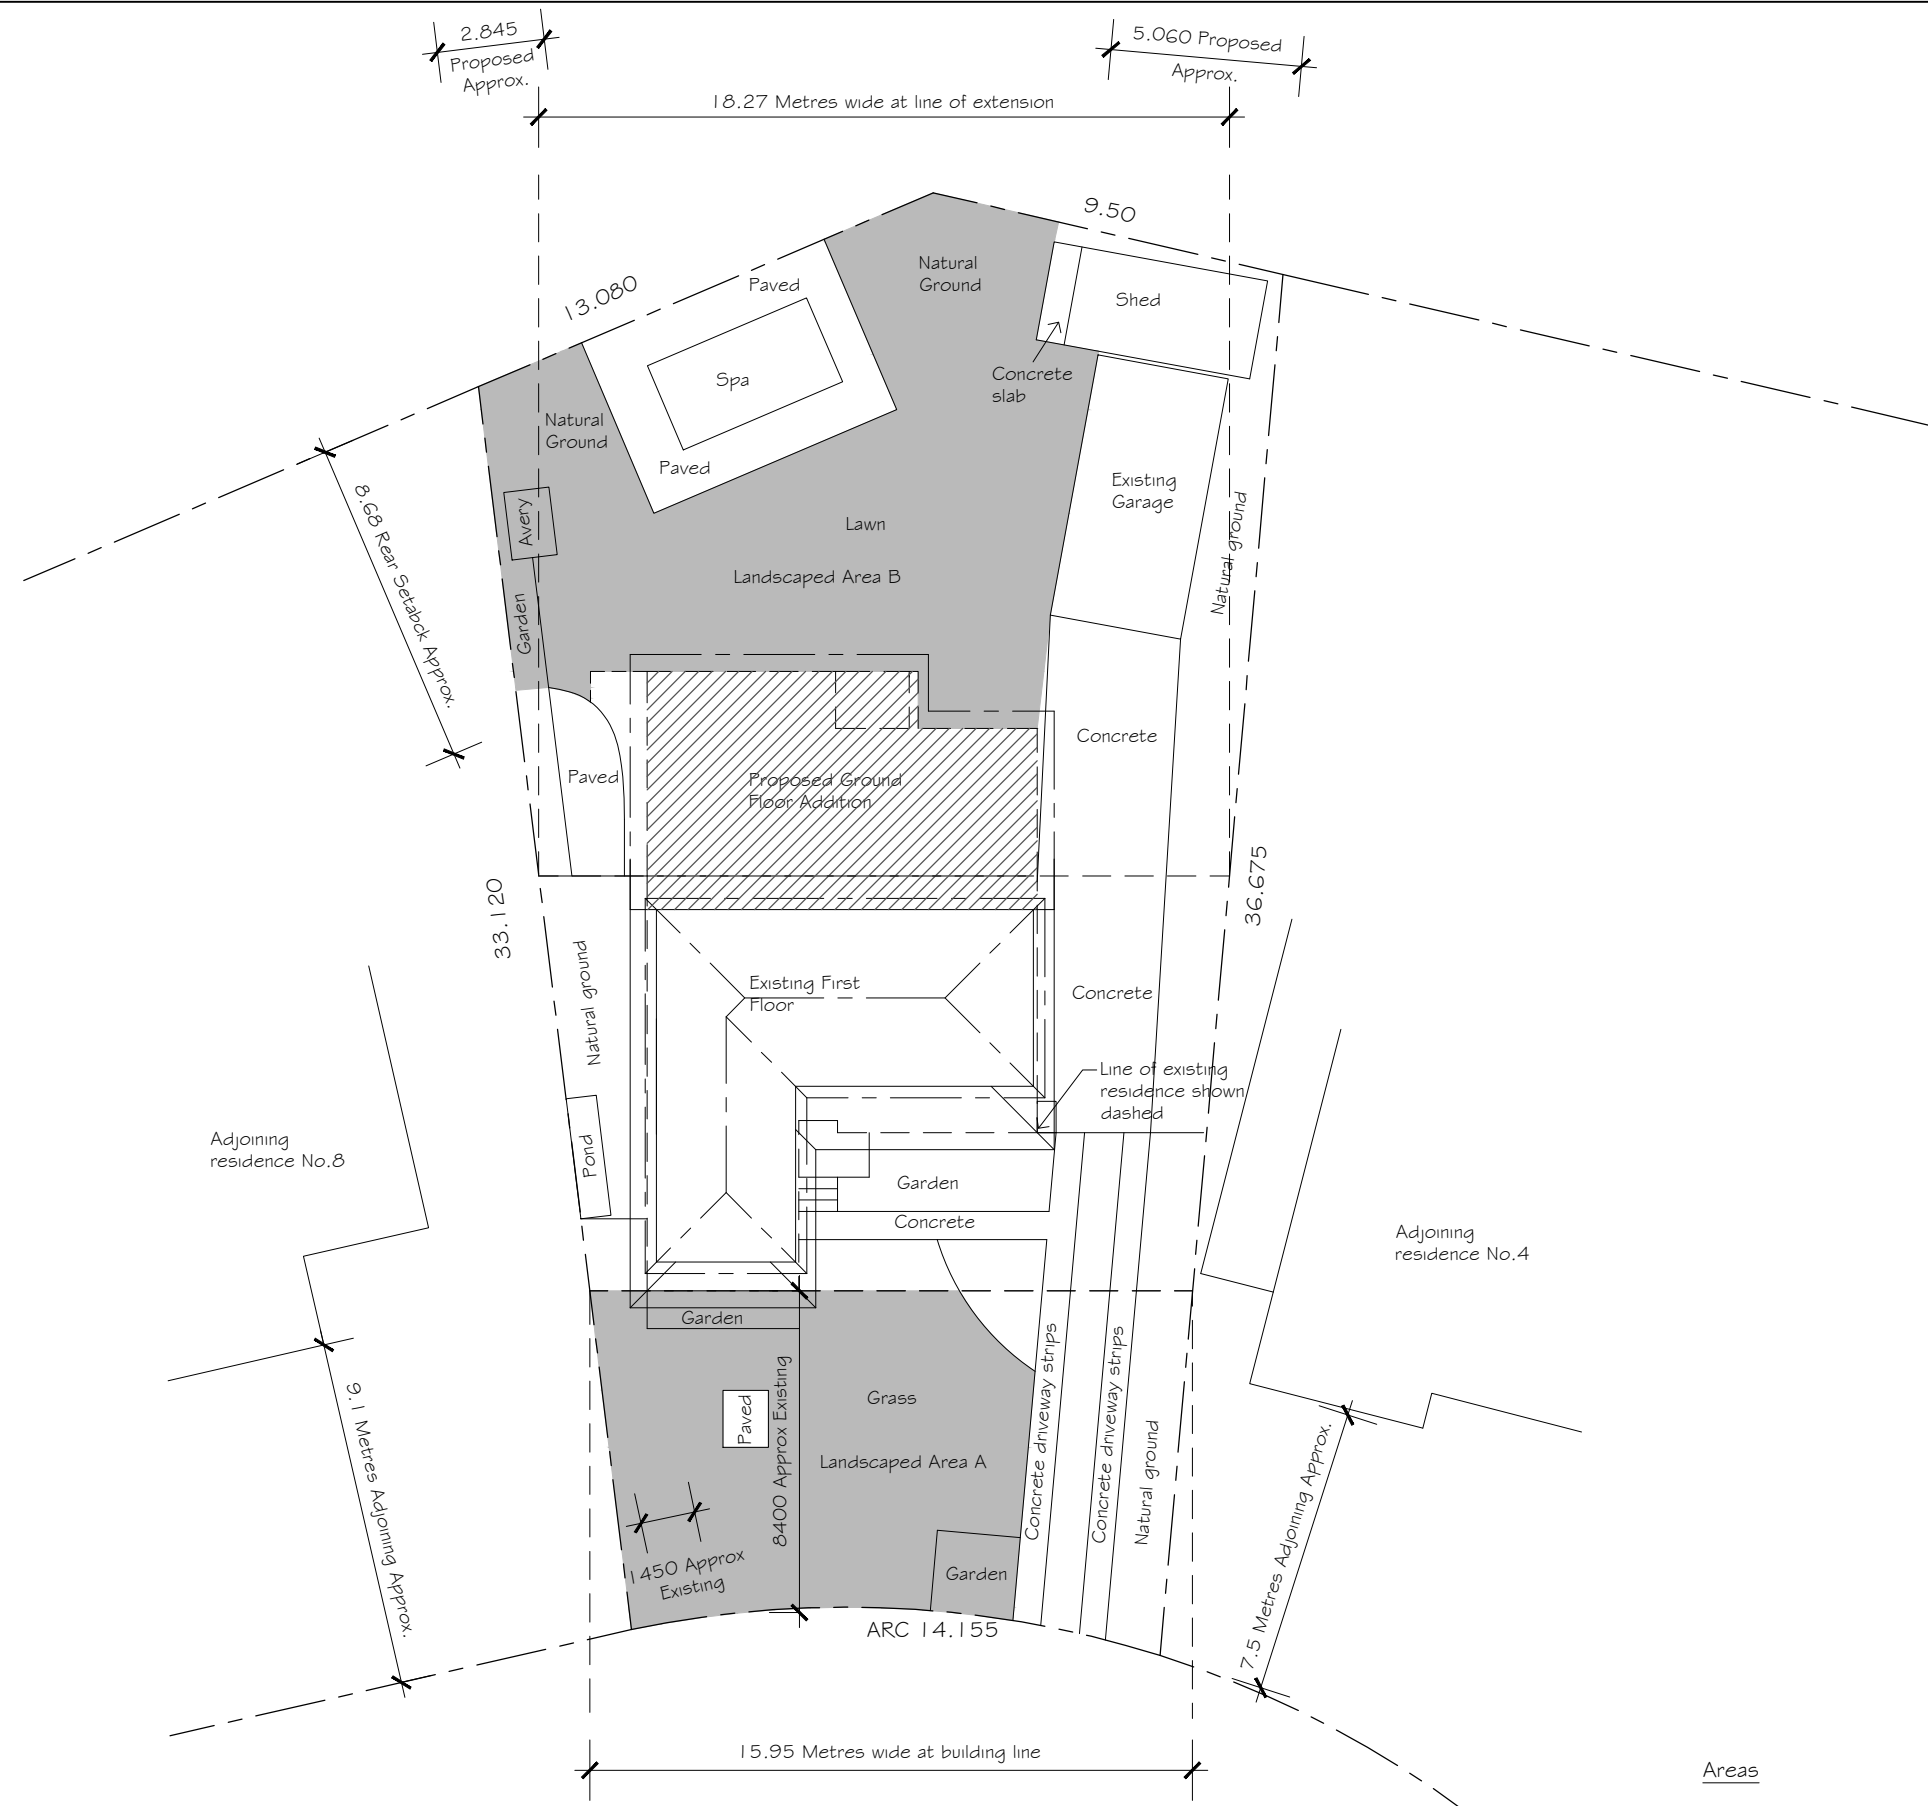 2.845
Proposed
Approx.
5.060 Proposed
Approx.
18.27 Metres wide at line of extension
9.50
13.080
Natural
Ground
Paved
Shed
Spa
Concrete
slab
Natural
Ground
Paved
Existing
Garage
8.68 Rear Setabck Approx.
Avery
Lawn
Natural ground
Landscaped Area B
Garden
Concrete
Paved
Proposed Ground
Floor Addition
33.120
36.675
Natural ground
Existing First
Floor
Concrete
Line of existing
residence shown
dashed
Adjoining
residence No.8
Pond
Garden
Concrete
Adjoining
residence No.4
Garden
9.1 Metres Adjoining Approx.
8400 Approx Existing
Paved
Grass
Landscaped Area A
Concrete driveway strips
Concrete driveway strips
Natural ground
7.5 Metres Adjoining Approx.
1450 Approx
Existing
Garden
ARC 14.155
15.95 Metres wide at building line
Areas